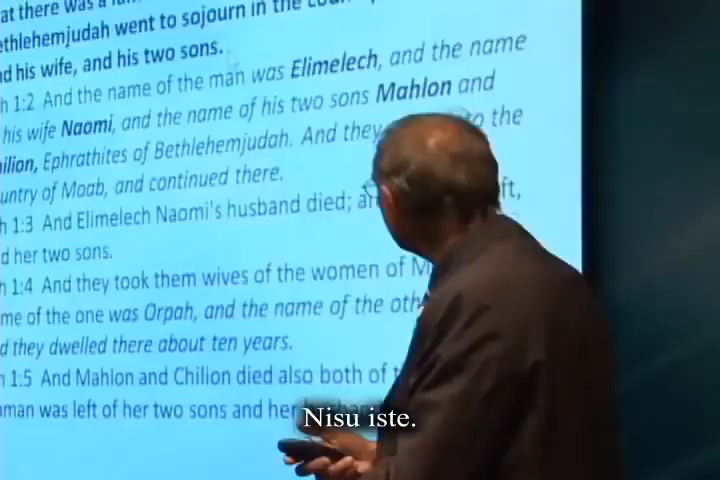 at there was a
ethlehemjudah went to sojourn in the
nd his wife, and his two sons.
h 1:2 And the name of the man was Elimelech, and the name
his wife Naomi, and the name of his two sons Mahlon and
ilion, Ephrathites of Bethlehemjudah. And they to the
untry of Moab, and continued there.
h 1:3 And Elimelech Naomi's husband died; ft,
d her two sons.
h 1:4 And they took them wives of the women of M
me of the one was Orpah, and the name of the oth
d they dwelled there about ten years.
h 1:5 And Mahlon and Chilion died also both of
oman was left of her two sons and her
Nisu iste.